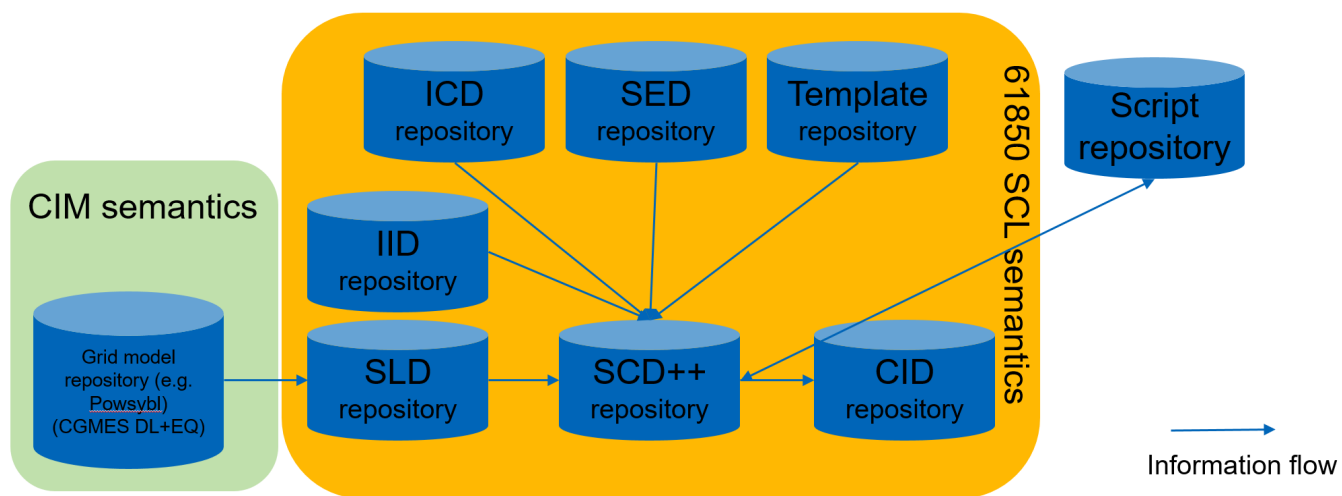 ICD
repository
SED
repository
Template
repository
61850 SCL semantics
Script
repository
CIM semantics
IID
repository
Grid model
repository (e.g.
Powsybl)
(CGMES DL+EQ)
SLD
repository
SCD++
repository
CID
repository
Information flow